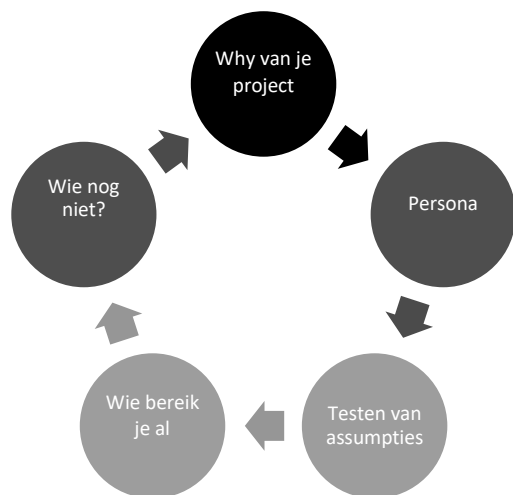 Why van je
project
Persona
Testen van
assumpties
Wie bereik
je al
Wie nog
niet?